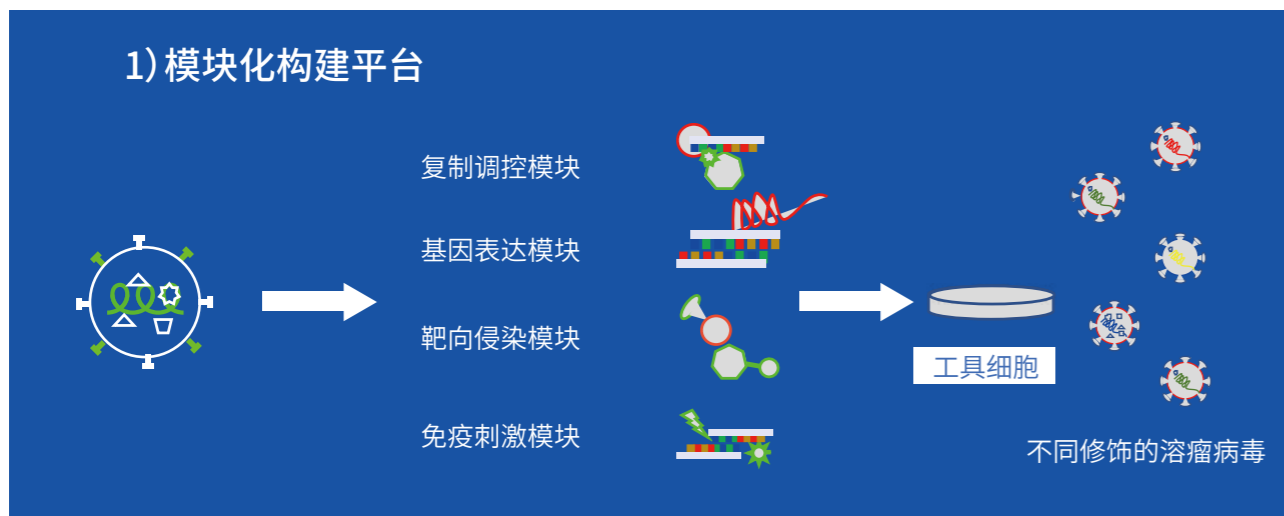 1)模块化构建平台
复制调控模块
基因表达模块
靶向侵染模块
免疫刺激模块
工具细胞
不同修饰的溶瘤病毒